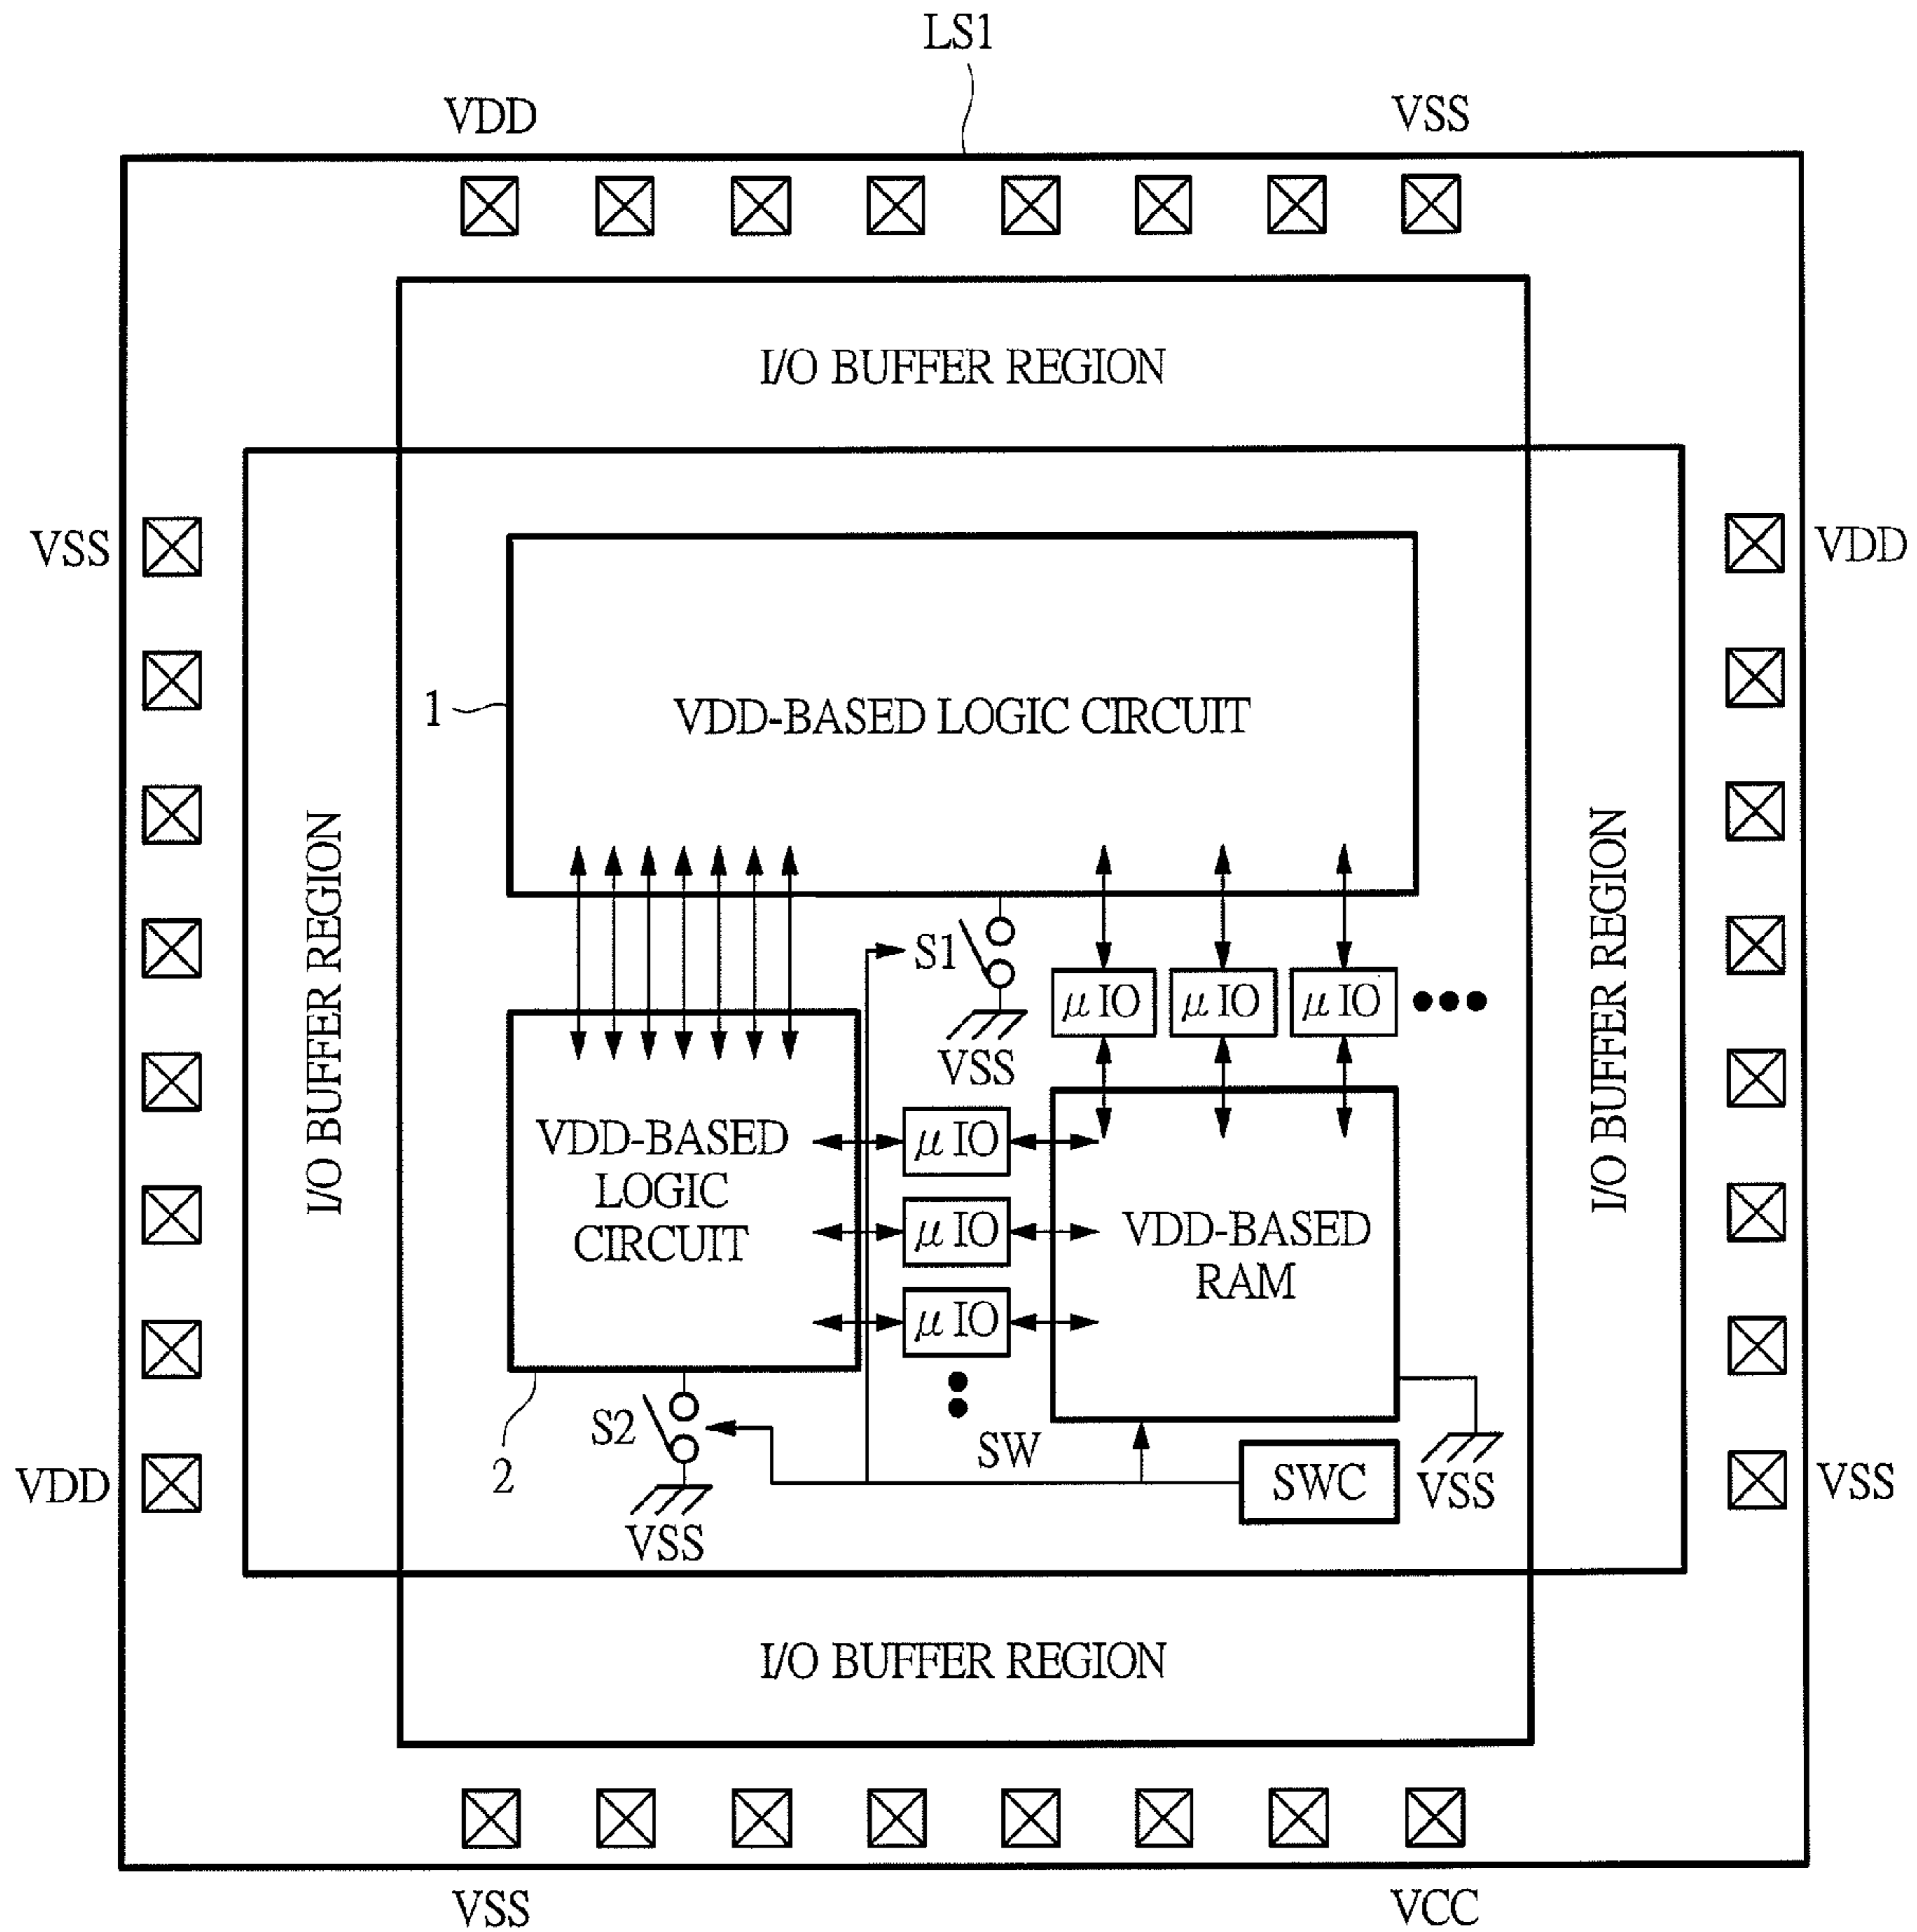 LS1
VDD
VSS
I/O BUFFER REGION
VSS
VDD
1
VDD-BASED LOGIC CIRCUIT
I/O BUFFER REGION
I/O BUFFER REGION
S1
μ IO
μ IO
μ IO
VSS
VDD-BASED
LOGIC
CIRCUIT
μ IO
μ IO
μ IO
VDD-BASED
RAM
S2
2
SW
SWC
VSS
VSS
VDD
VSS
I/O BUFFER REGION
VSS
VCC